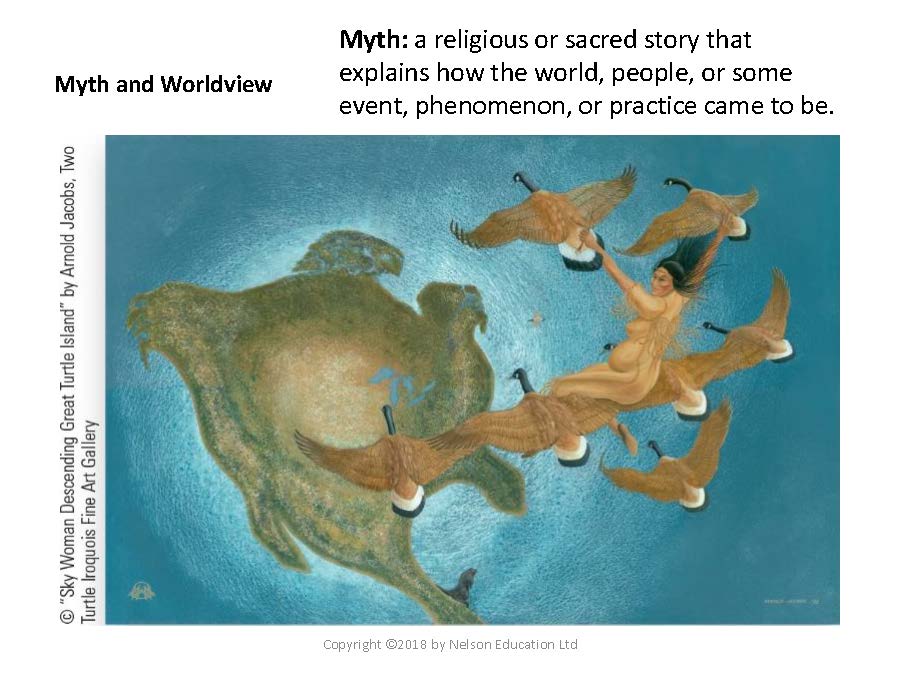 Myth and Worldview
Myth: a religious or sacred story that
explains how the world, people, or some
event, phenomenon, or practice came to be.
© "Sky Woman Descending Great Turtle Island" by Arnold Jacobs, Two
Turtle Iroquois Fine Art Gallery
Copyright ©2018 by Nelson Education Ltd